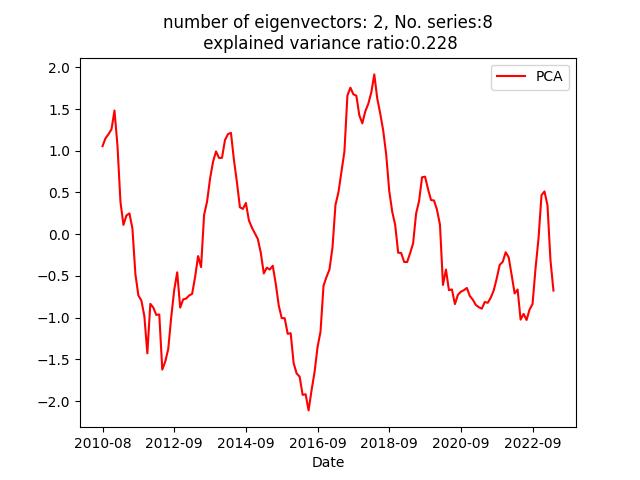 number of eigenvectors: 2, No. series:8
explained variance ratio:0.228
PCA
2.0
1.5
1.0
0.5
0.0
−0.5
−1.0
−1.5
−2.0
2010-08 2012-09 2014-09 2016-09 2018-09 2020-09 2022-09
Date